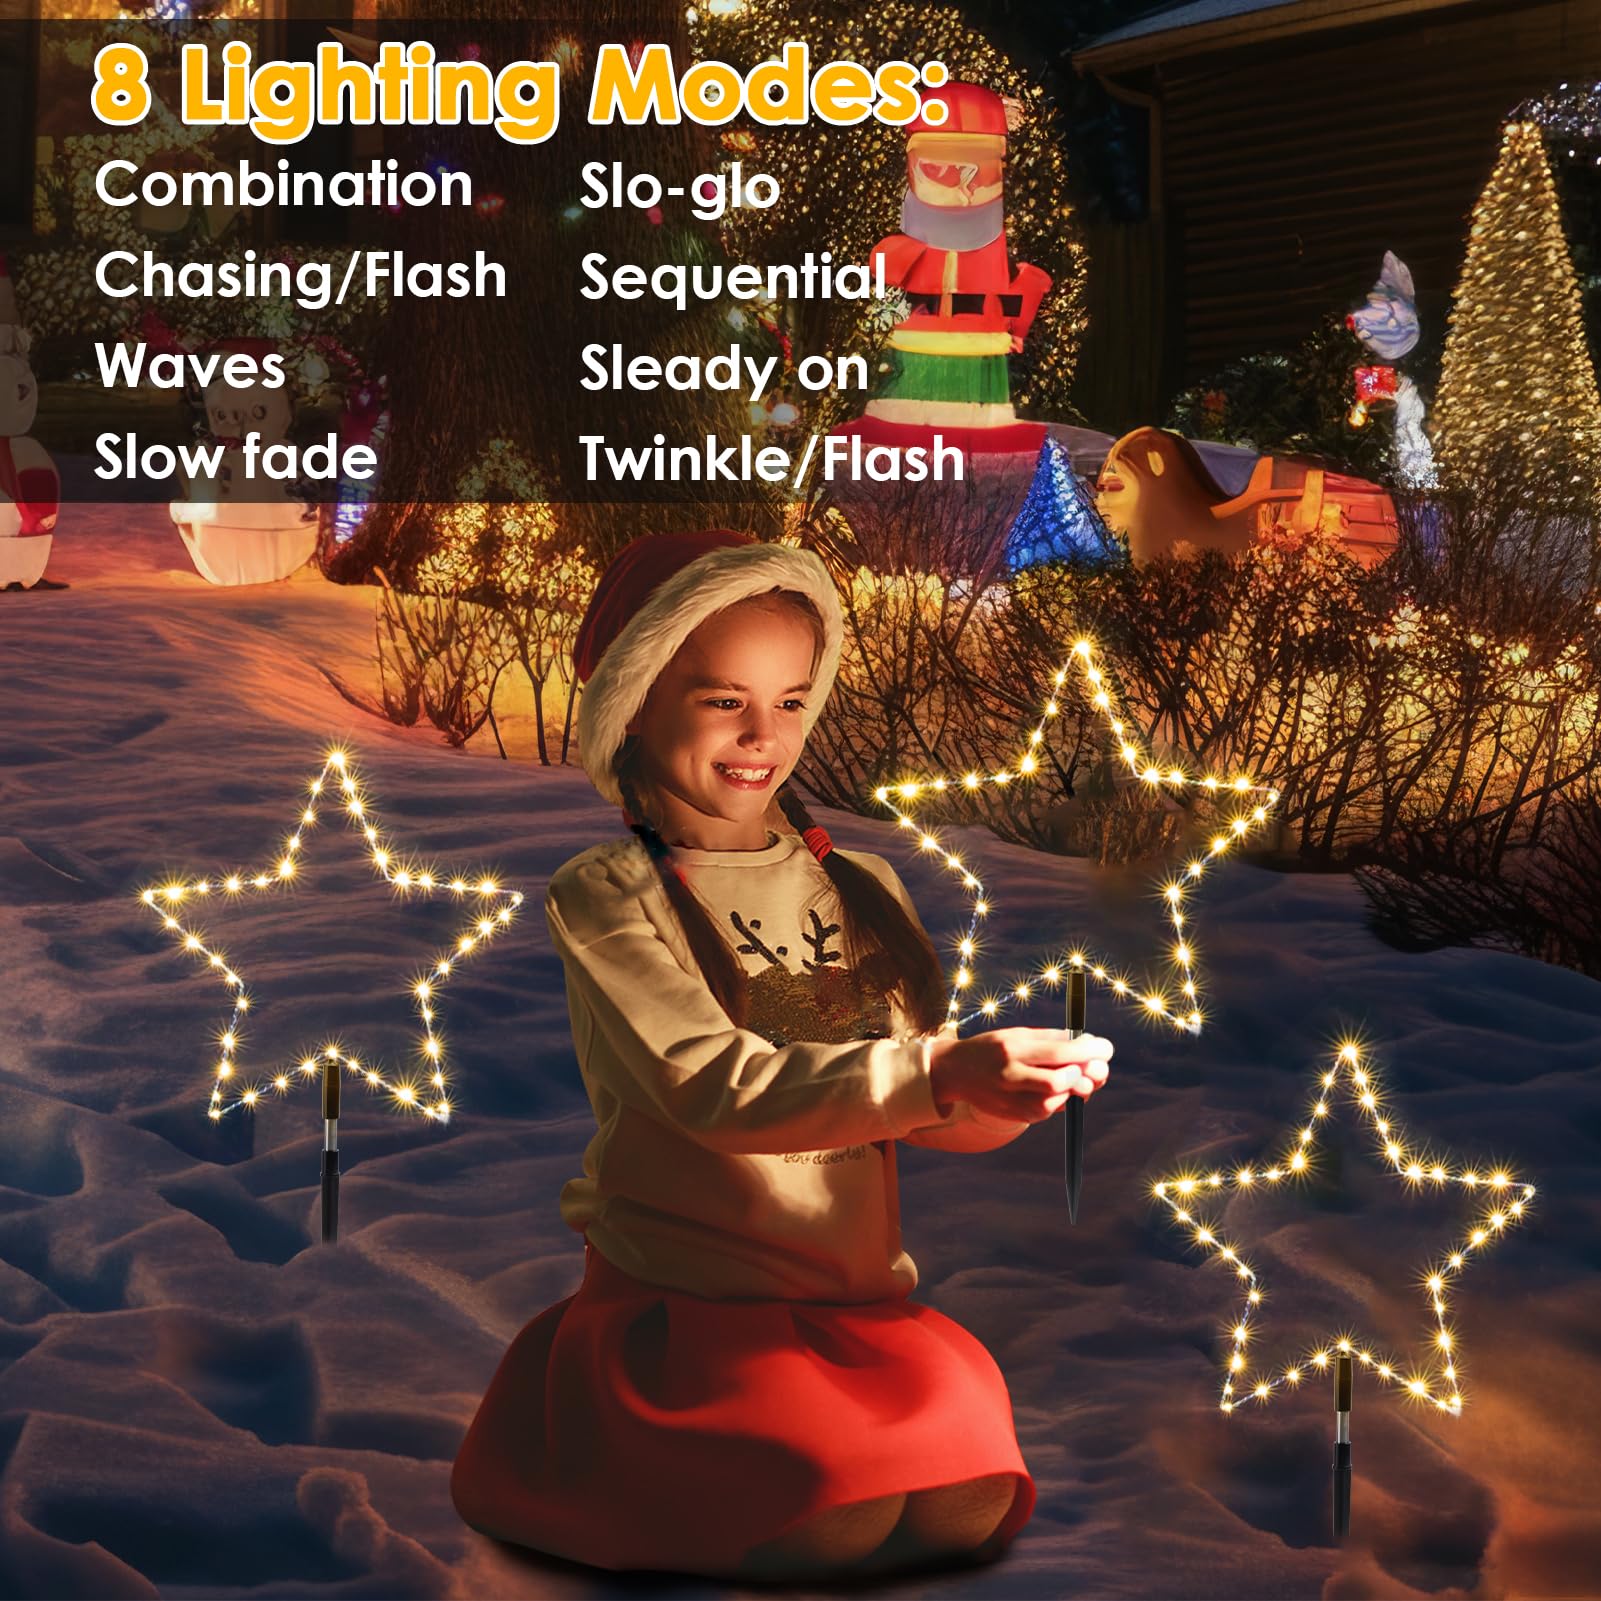 8 Lighting Modes:
Combination
Chasing/Flash
Waves
Slow fade
Slo-glo
Sequential
Sleady on
Twinkle/Flash